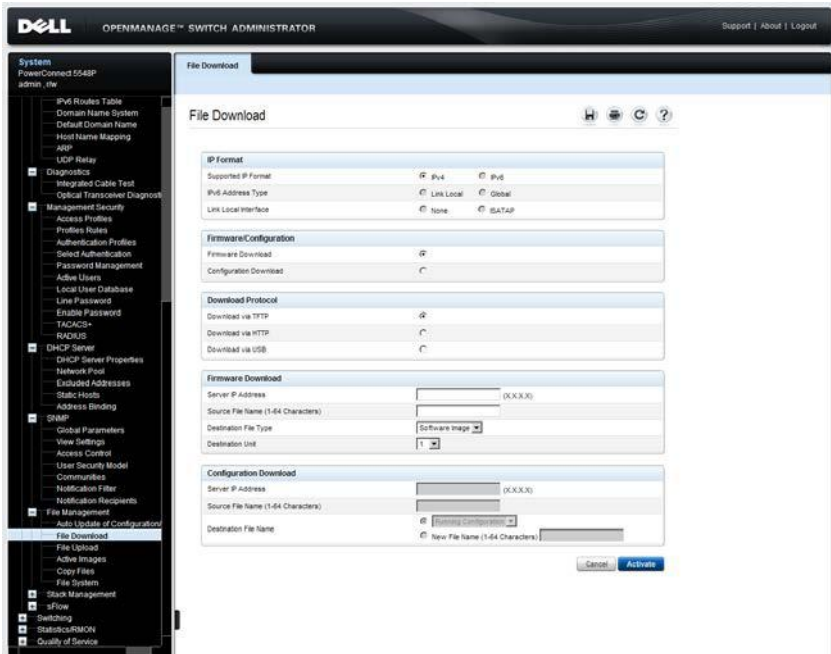 DELL OPENMANAGE™ SWITCH ADMINISTRATOR
Support | About | Logout
System
PowerConnect 5548P
admin , r/w
IPv6 Routes Table
Domain Name System
Default Domain Name
Host Name Mapping
ARP
UDP Relay
Diagnostics
Integrated Cable Test
Optical Transceiver Diagnosti
Management Security
Access Profiles
Profiles Rules
Authentication Profiles
Select Authentication
Password Management
Active Users
Local User Database
Line Password
Enable Password
TACACS+
RADIUS
DHCP Server
DHCP Server Properties
Network Pool
Excluded Addresses
Static Hosts
Address Binding
SNMP
Global Parameters
View Settings
Access Control
User Security Model
Communities
Notification Filter
Notification Recipients
File Management
Auto Update of Configuration/
File Download
File Upload
Active Images
Copy Files
File System
Stack Management
sFlow
Switching
Statistics/RMON
Quality of Service
File Download
File Download
IP Format
Supported IP Format IPv4 IPv6
IPv6 Address Type Link Local Global
Link Local Interface None ISATAP
Firmware/Configuration
Firmware Download
Configuration Download
Download Protocol
Download via TFTP
Download via HTTP
Download via USB
Firmware Download
Server IP Address (X.X.X.X)
Source File Name (1-64 Characters)
Destination File Type Software Image
Destination Unit 1
Configuration Download
Server IP Address (X.X.X.X)
Source File Name (1-64 Characters)
Destination File Name Running Configuration
New File Name (1-64 Characters)
Cancel Activate